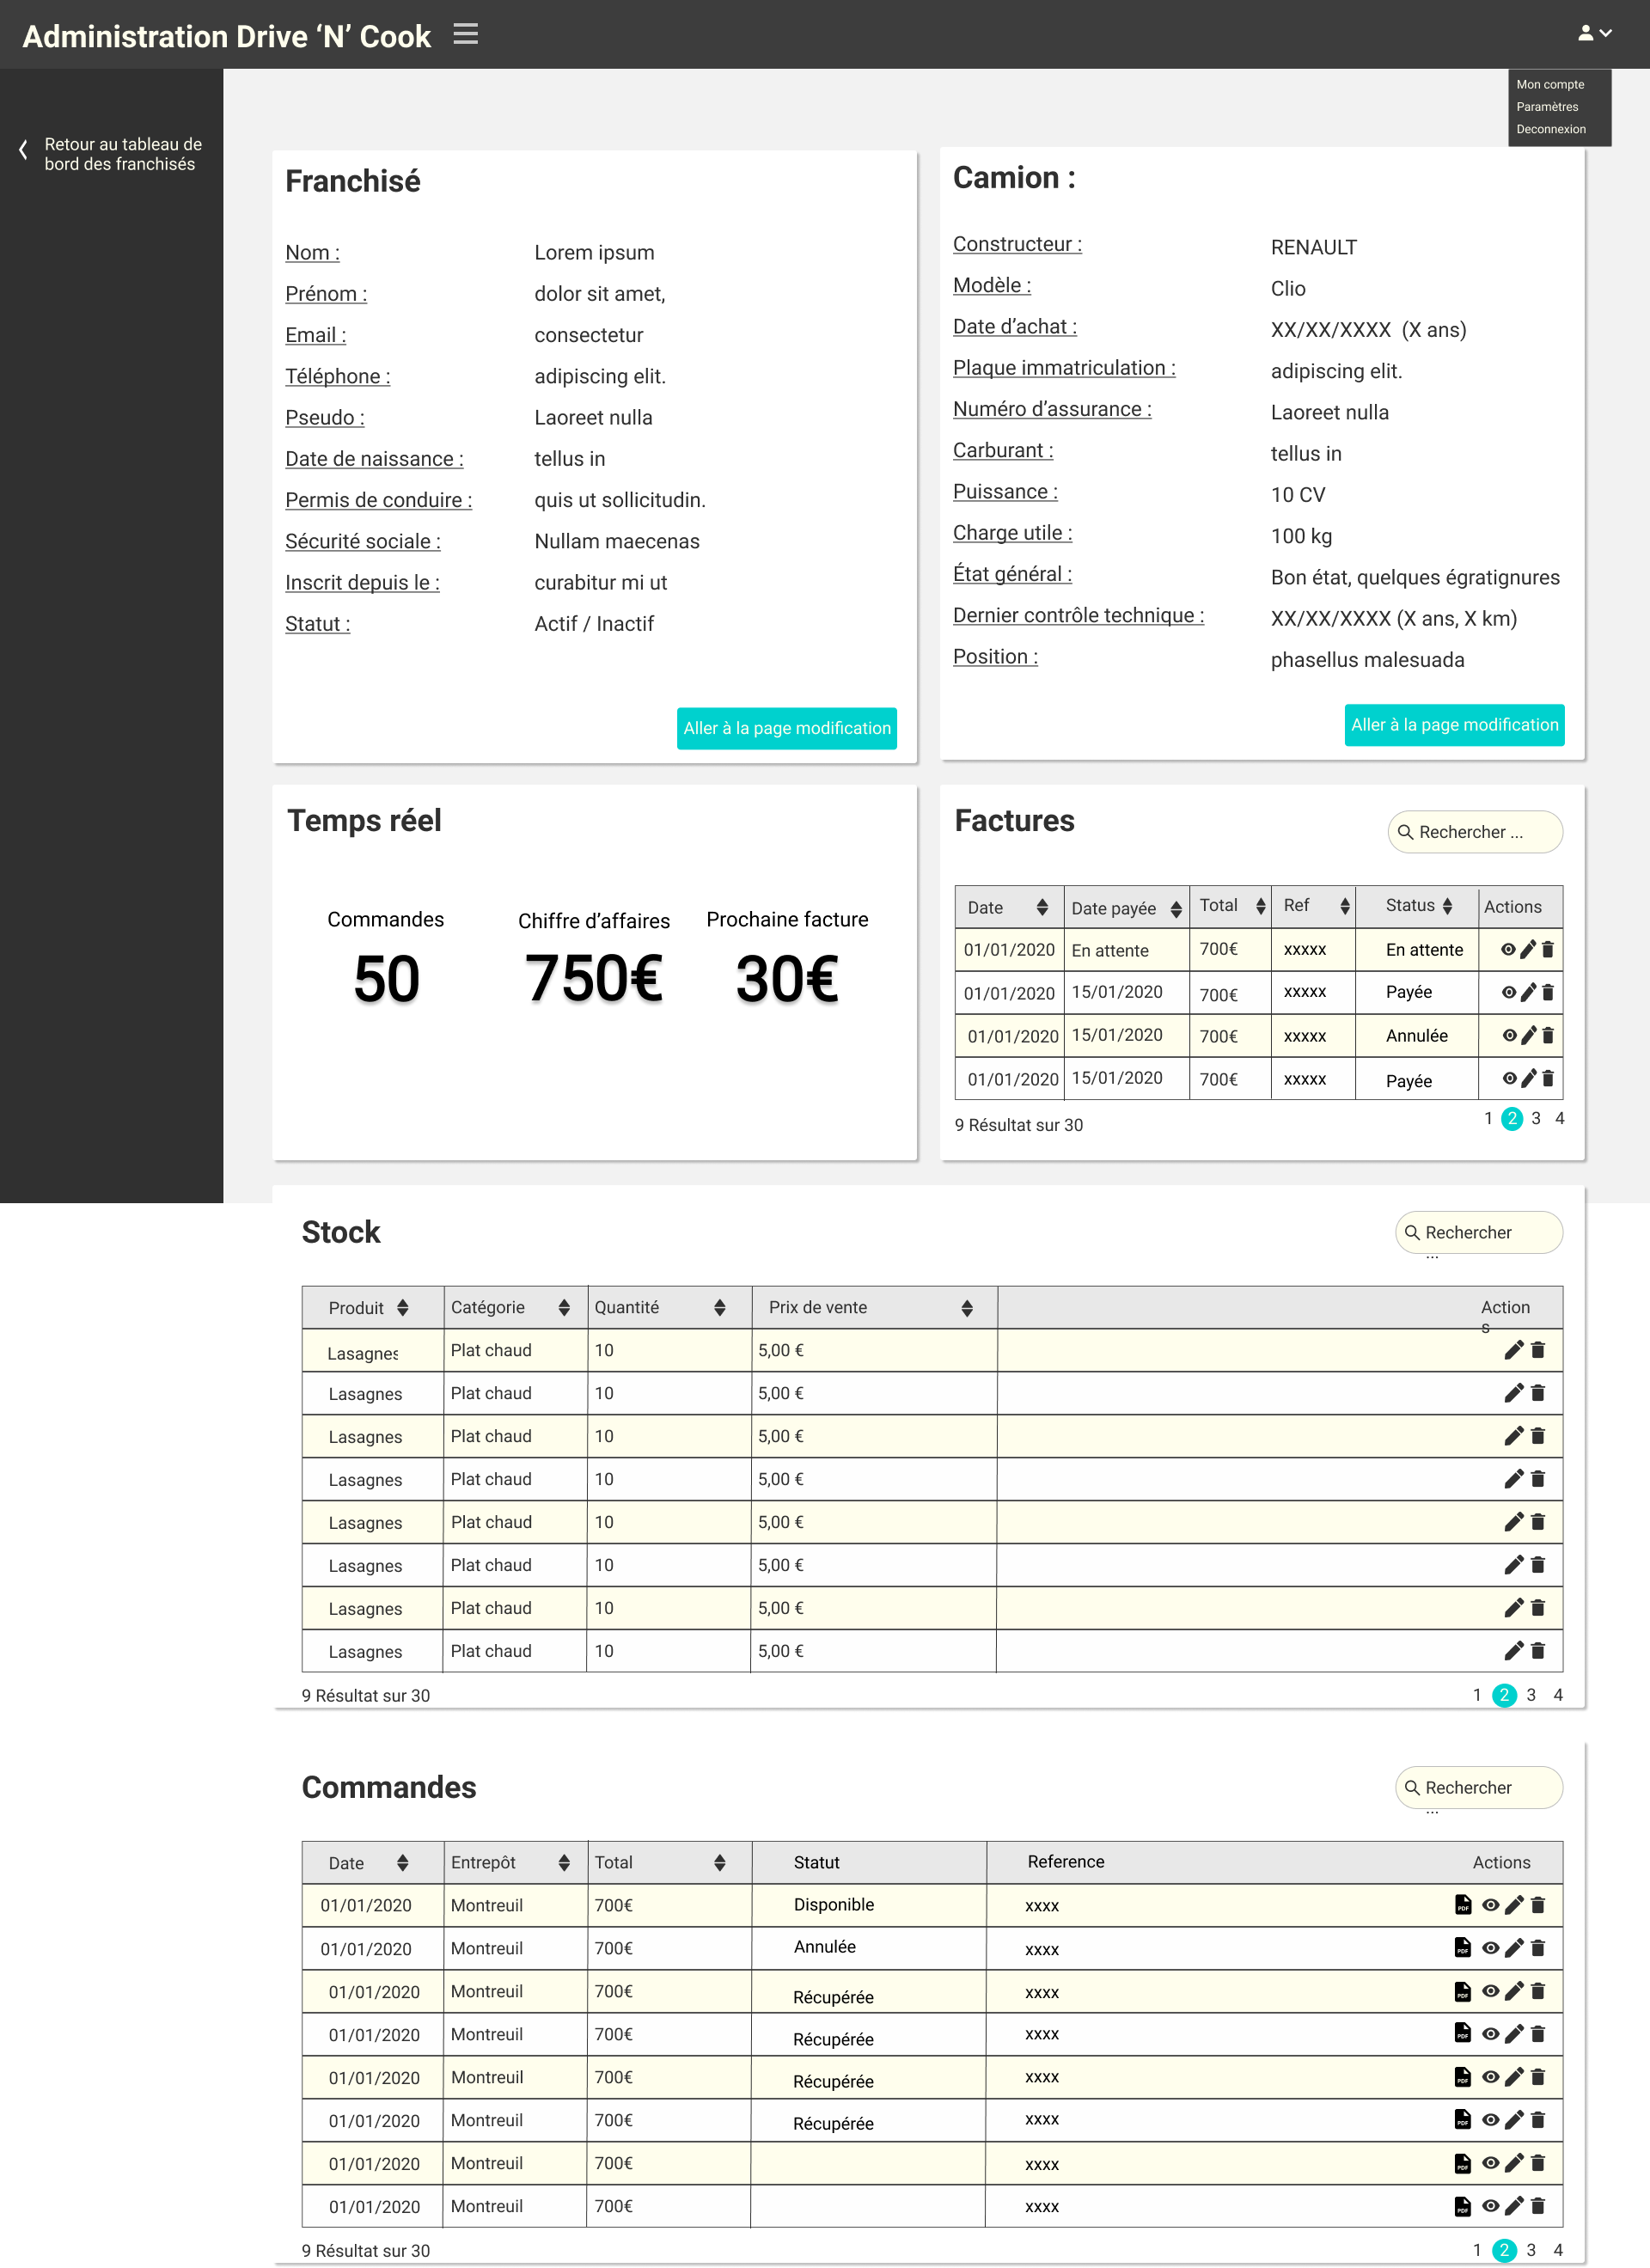 Administration Drive ‘N’ Cook
Mon compte
Paramètres
Deconnexion
Retour au tableau de
bord des franchisés
Franchisé
Nom : Lorem ipsum
Prénom : dolor sit amet,
Email : consectetur
Téléphone : adipiscing elit.
Pseudo : Laoreet nulla
Date de naissance : tellus in
Permis de conduire : quis ut sollicitudin.
Sécurité sociale : Nullam maecenas
Inscrit depuis le : curabitur mi ut
Statut : Actif / Inactif
Aller à la page modification
Camion :
Constructeur : RENAULT
Modèle : Clio
Date d’achat : XX/XX/XXXX (X ans)
Plaque immatriculation : adipiscing elit.
Numéro d’assurance : Laoreet nulla
Carburant : tellus in
Puissance : 10 CV
Charge utile : 100 kg
État général : Bon état, quelques égratignures
Dernier contrôle technique : XX/XX/XXXX (X ans, X km)
Position : phasellus malesuada
Aller à la page modification
Temps réel
Commandes Chiffre d’affaires Prochaine facture
50 750€ 30€
Factures
Rechercher ...
Date Date payée Total Ref Status Actions
01/01/2020 En attente 700€ xxxxx En attente
01/01/2020 15/01/2020 700€ xxxxx Payée
01/01/2020 15/01/2020 700€ xxxxx Annulée
01/01/2020 15/01/2020 700€ xxxxx Payée
9 Résultat sur 30 1 2 3 4
Stock
Rechercher
...
Produit Catégorie Quantité Prix de vente Action
s
Lasagnes Plat chaud 10 5,00 €
Lasagnes Plat chaud 10 5,00 €
Lasagnes Plat chaud 10 5,00 €
Lasagnes Plat chaud 10 5,00 €
Lasagnes Plat chaud 10 5,00 €
Lasagnes Plat chaud 10 5,00 €
Lasagnes Plat chaud 10 5,00 €
Lasagnes Plat chaud 10 5,00 €
9 Résultat sur 30 1 2 3 4
Commandes
Rechercher
...
Date Entrepôt Total Statut Reference Actions
01/01/2020 Montreuil 700€ Disponible xxxx PDF
01/01/2020 Montreuil 700€ Annulée xxxx PDF
01/01/2020 Montreuil 700€ Récupérée xxxx PDF
01/01/2020 Montreuil 700€ Récupérée xxxx PDF
01/01/2020 Montreuil 700€ Récupérée xxxx PDF
01/01/2020 Montreuil 700€ Récupérée xxxx PDF
01/01/2020 Montreuil 700€ xxxx PDF
01/01/2020 Montreuil 700€ xxxx PDF
9 Résultat sur 30 1 2 3 4